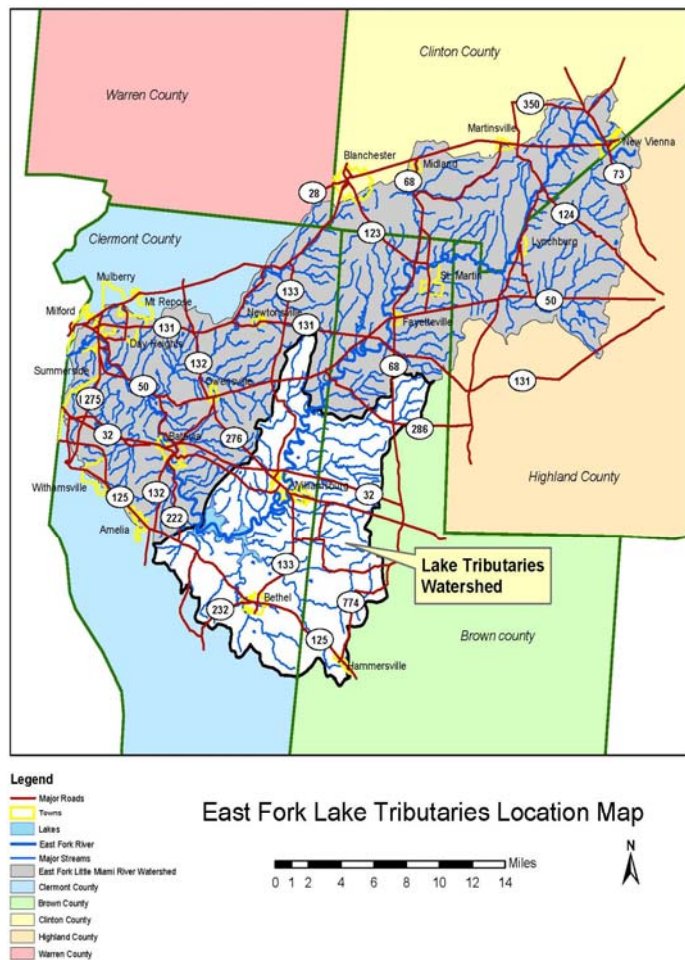 Clinton County
Warren County
350
Martinsville
New Vienna
Blanchester
Midland
28
68
73
123
124
Lynchburg
Clermont County
St. Martin
Mulberry
133
50
Mt Repose
Milford
131
Newtonsville
131
Fayetteville
Day Heights
132
68
131
Summerside
50
Owensville
I 275
286
32
Batavia
276
Highland County
Williamsburg
32
Withamsville
125
132
222
Amelia
Lake Tributaries
Watershed
133
232
Bethel
774
125
Brown county
Hammersville
Legend
Major Roads
Towns
Lakes
East Fork River
Major Streams
East Fork Little Miami River Watershed
Clermont County
Brown County
Clinton County
Highland County
Warren County
East Fork Lake Tributaries Location Map
N
Miles
0 1 2 4 6 8 10 12 14